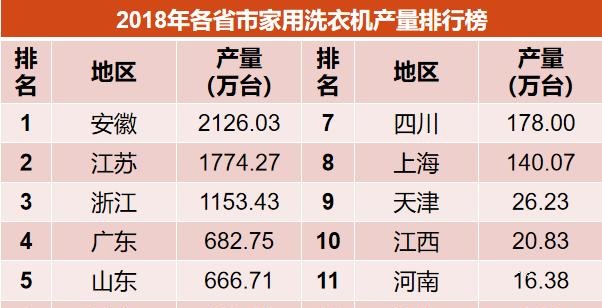 2018年各省市家用洗衣机产量排行榜
排名 地区 产量(万台) 排名 地区 产量(万台)
1 安徽 2126.03 7 四川 178.00
2 江苏 1774.27 8 上海 140.07
3 浙江 1153.43 9 天津 26.23
4 广东 682.75 10 江西 20.83
5 山东 666.71 11 河南 16.38